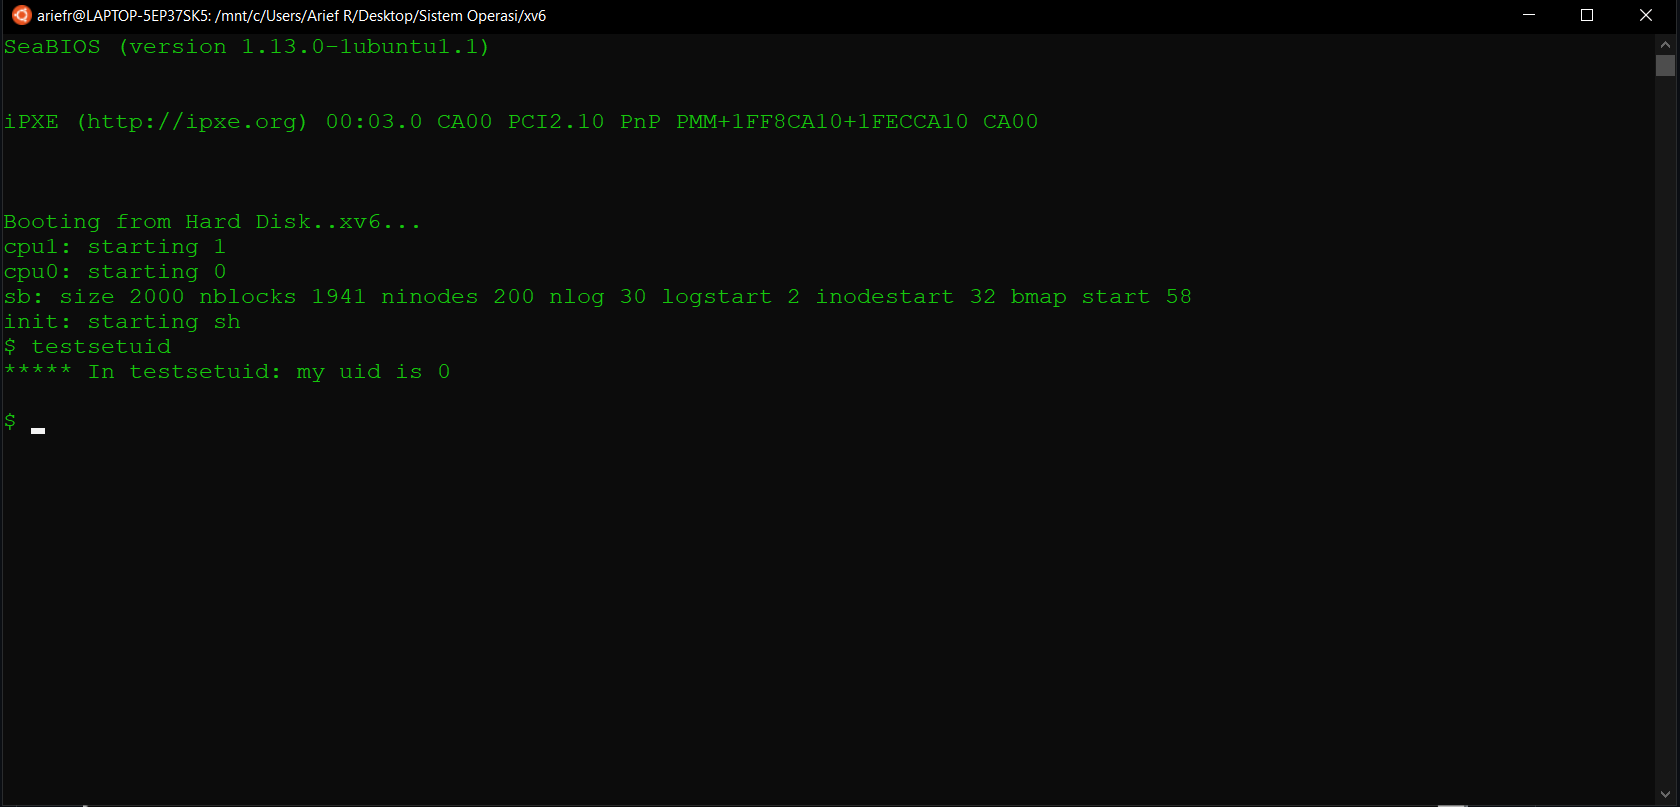 ariefr@LAPTOP-5EP37SK5: /mnt/c/Users/Arief R/Desktop/Sistem Operasi/xv6
SeaBIOS (version 1.13.0-1ubuntu1.1)
iPXE (http://ipxe.org) 00:03.0 CA00 PCI2.10 PnP PMM+1FF8CA10+1FECCA10 CA00
Booting from Hard Disk..xv6...
cpu1: starting 1
cpu0: starting 0
sb: size 2000 nblocks 1941 ninodes 200 nlog 30 logstart 2 inodestart 32 bmap start 58
init: starting sh
$ testsetuid
***** In testsetuid: my uid is 0
$